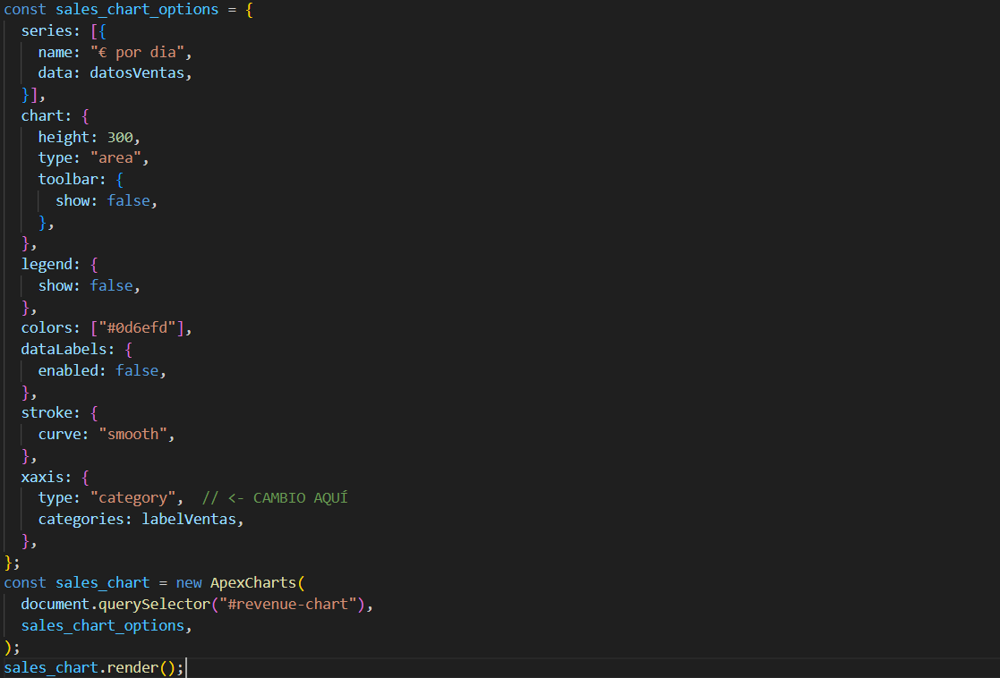 const sales_chart_options = {
  series: [{
    name: "€ por dia",
    data: datosVentas,
  }],
  chart: {
    height: 300,
    type: "area",
    toolbar: {
      show: false,
    },
  },
  legend: {
    show: false,
  },
  colors: ["#0d6efd"],
  dataLabels: {
    enabled: false,
  },
  stroke: {
    curve: "smooth",
  },
  xaxis: {
    type: "category",  // <- CAMBIO AQUÍ
    categories: labelVentas,
  },
};
const sales_chart = new ApexCharts(
  document.querySelector("#revenue-chart"),
  sales_chart_options,
);
sales_chart.render();